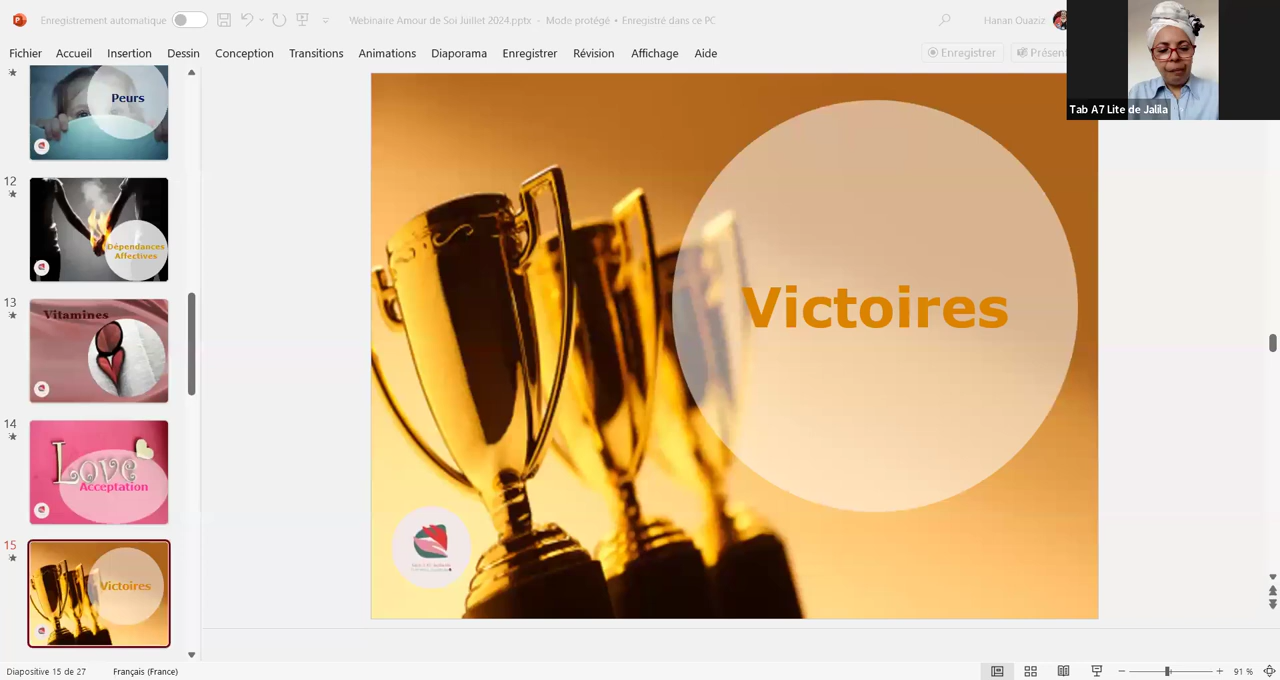 Enregistrement automatique
Webinaire Amour de Soi Juillet 2024.pptx - Mode protégé • Enregistré dans ce PC
Hanan Ouaziz
Fichier Accueil Insertion Dessin Conception Transitions Animations Diaporama Enregistrer Révision Affichage Aide
Enregistrer
Présen
Tab A7 Lite de Jalila
Peurs
12
Dépendances
Affectives
13
Vitamines
14
Love
Acceptation
15
Victoires
Victoires
Diapositive 15 de 27
Français (France)
91 %